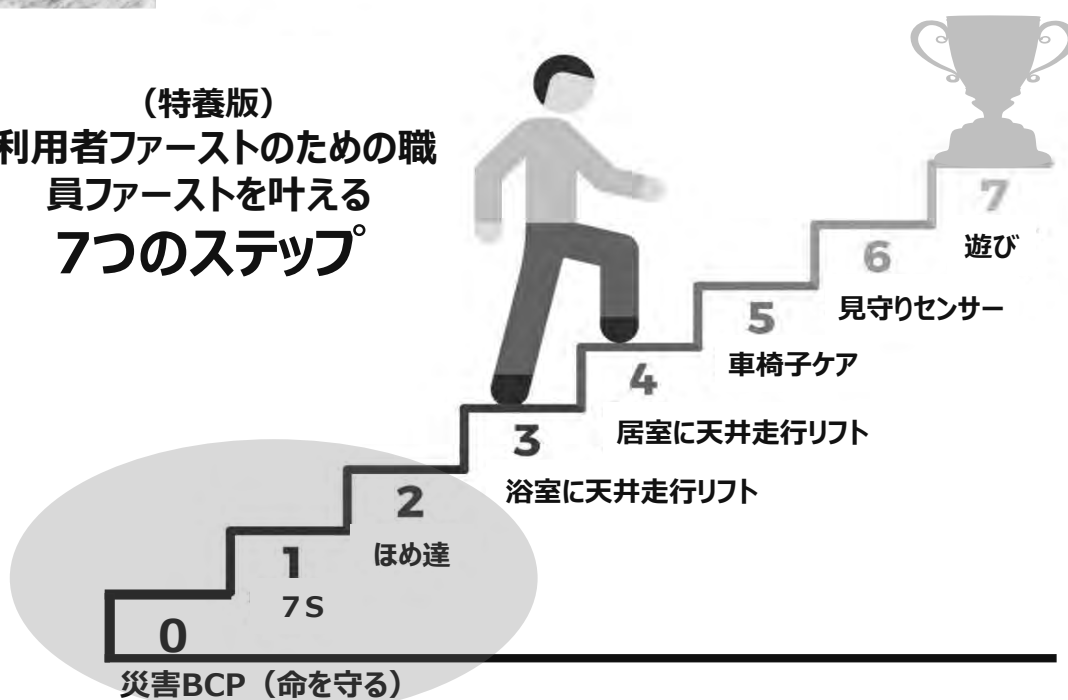 （特養版）
利用者ファーストのための職
員ファーストを叶える
7つのステップ
7
遊び
6
見守りセンサー
5
車椅子ケア
4
居室に天井走行リフト
3
浴室に天井走行リフト
2
ほめ達
1
7S
0
災害BCP（命を守る）